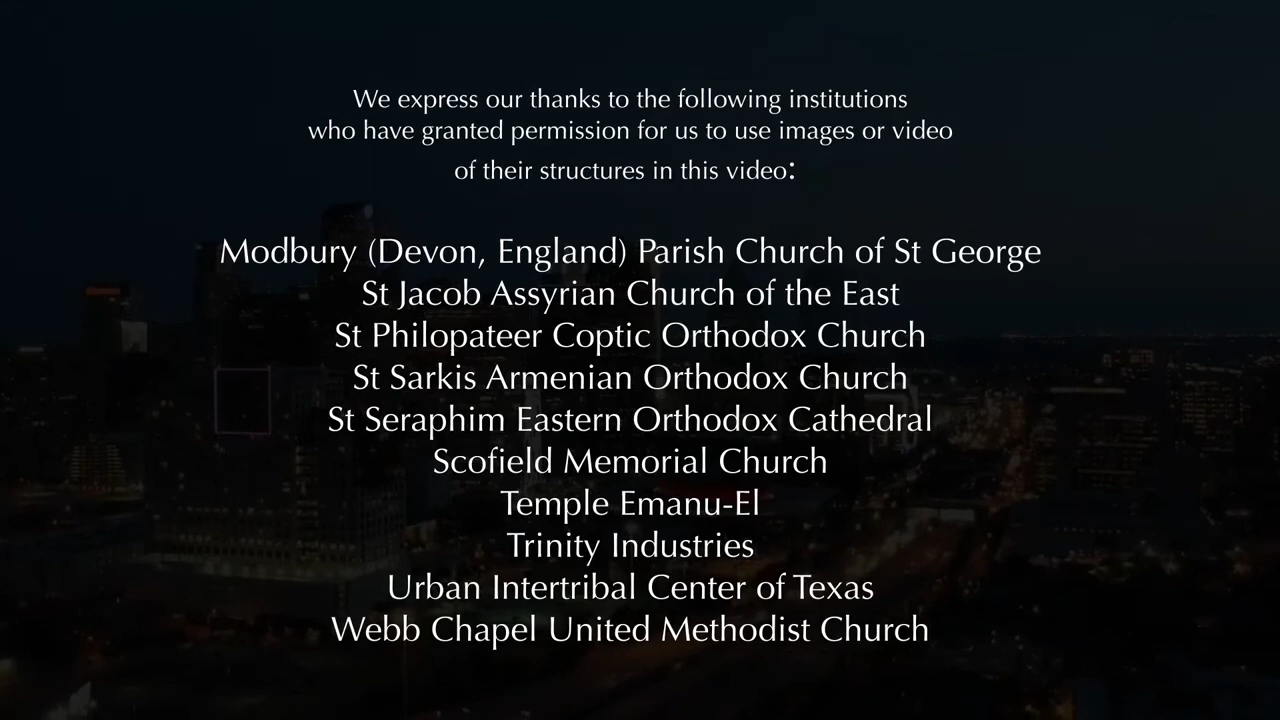 We express our thanks to the following institutions
who have granted permission for us to use images or video
of their structures in this video:
Modbury (Devon, England) Parish Church of St George
St Jacob Assyrian Church of the East
St Philopateer Coptic Orthodox Church
St Sarkis Armenian Orthodox Church
St Seraphim Eastern Orthodox Cathedral
Scofield Memorial Church
Temple Emanu-El
Trinity Industries
Urban Intertribal Center of Texas
Webb Chapel United Methodist Church